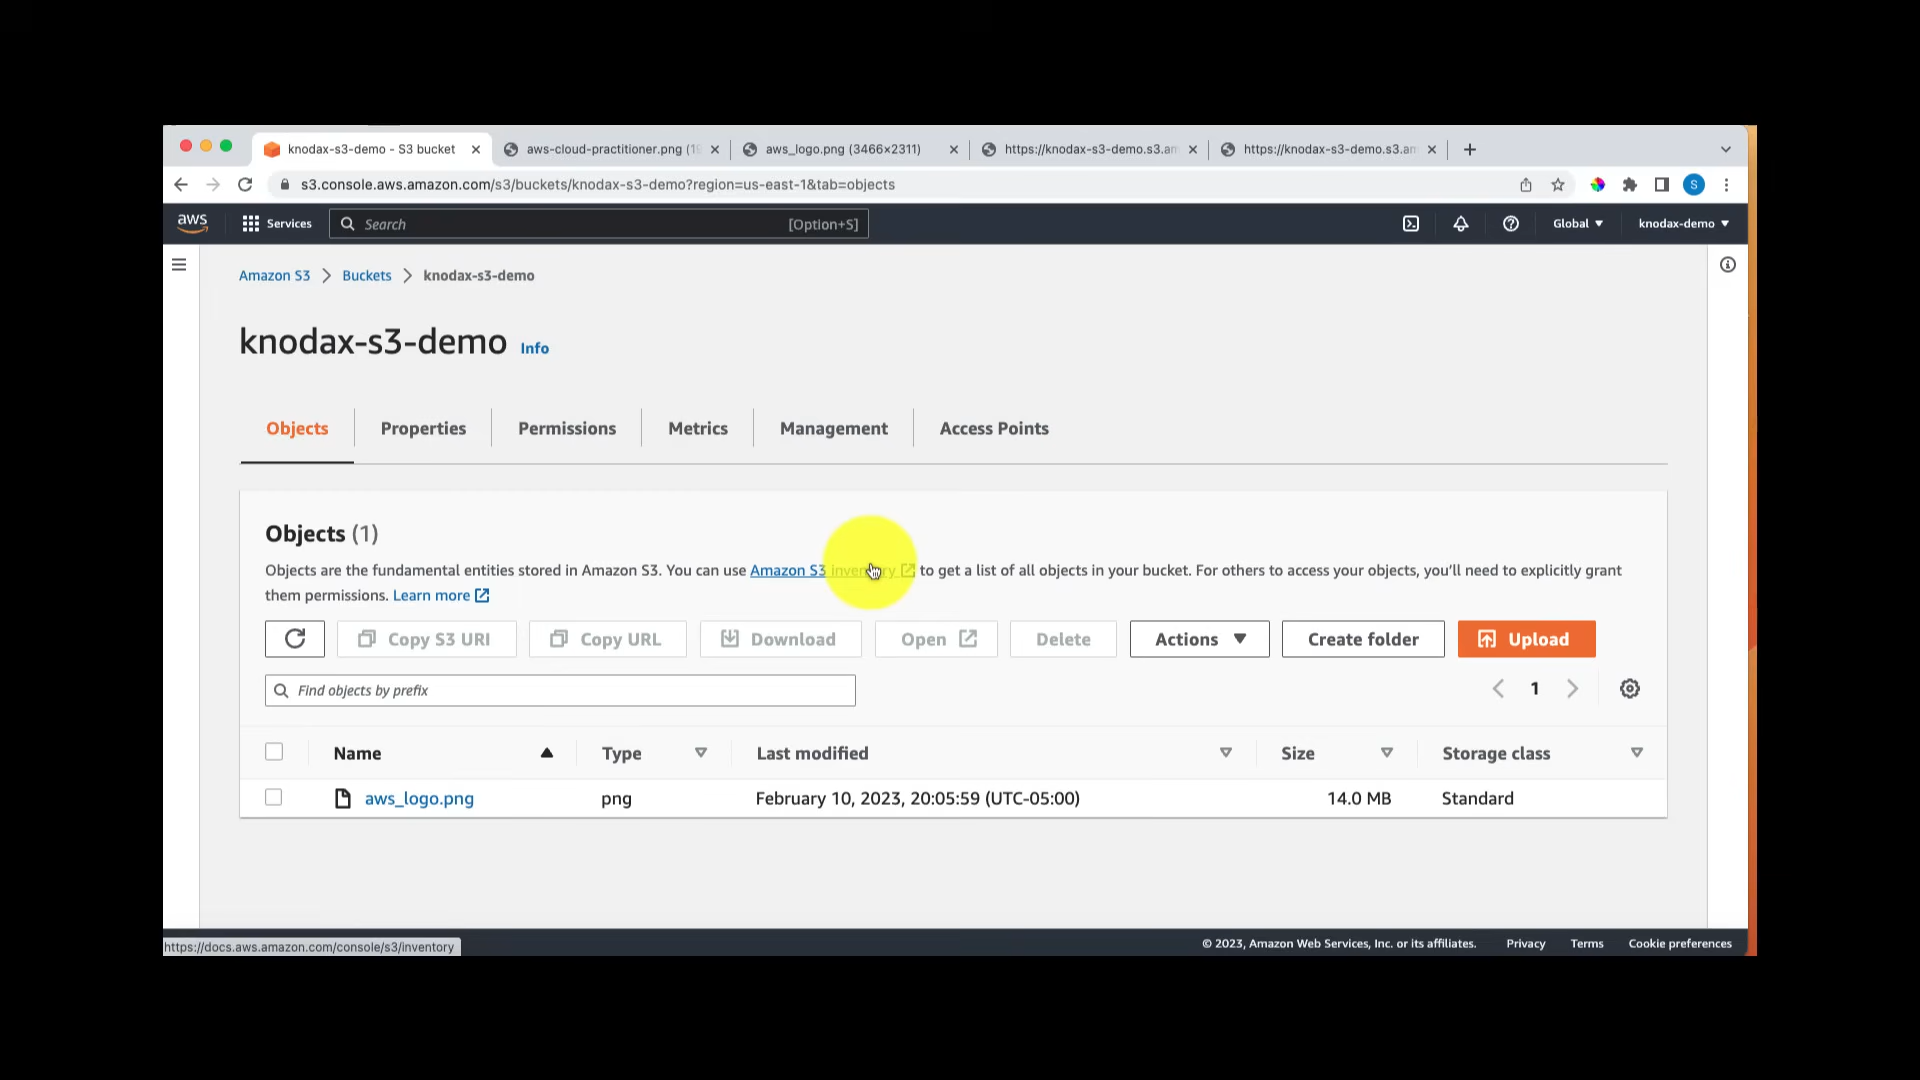 knodax-s3-demo - S3 bucket
aws-cloud-practitioner.png (19
aws_logo.png (3466×2311)
https://knodax-s3-demo.s3.am
https://knodax-s3-demo.s3.am
s3.console.aws.amazon.com/s3/buckets/knodax-s3-demo?region=us-east-1&tab=objects
S
aws
Services
Search
[Option+S]
Global
knodax-demo
Amazon S3
Buckets
knodax-s3-demo
knodax-s3-demo
Info
Objects
Properties
Permissions
Metrics
Management
Access Points
Objects (1)
Objects are the fundamental entities stored in Amazon S3. You can use Amazon S3 inventory to get a list of all objects in your bucket. For others to access your objects, you'll need to explicitly grant
them permissions. Learn more
Copy S3 URI
Copy URL
Download
Open
Delete
Actions
Create folder
Upload
Find objects by prefix
1
Name
Type
Last modified
Size
Storage class
aws_logo.png
png
February 10, 2023, 20:05:59 (UTC-05:00)
14.0 MB
Standard
https://docs.aws.amazon.com/console/s3/inventory
© 2023, Amazon Web Services, Inc. or its affiliates.
Privacy
Terms
Cookie preferences